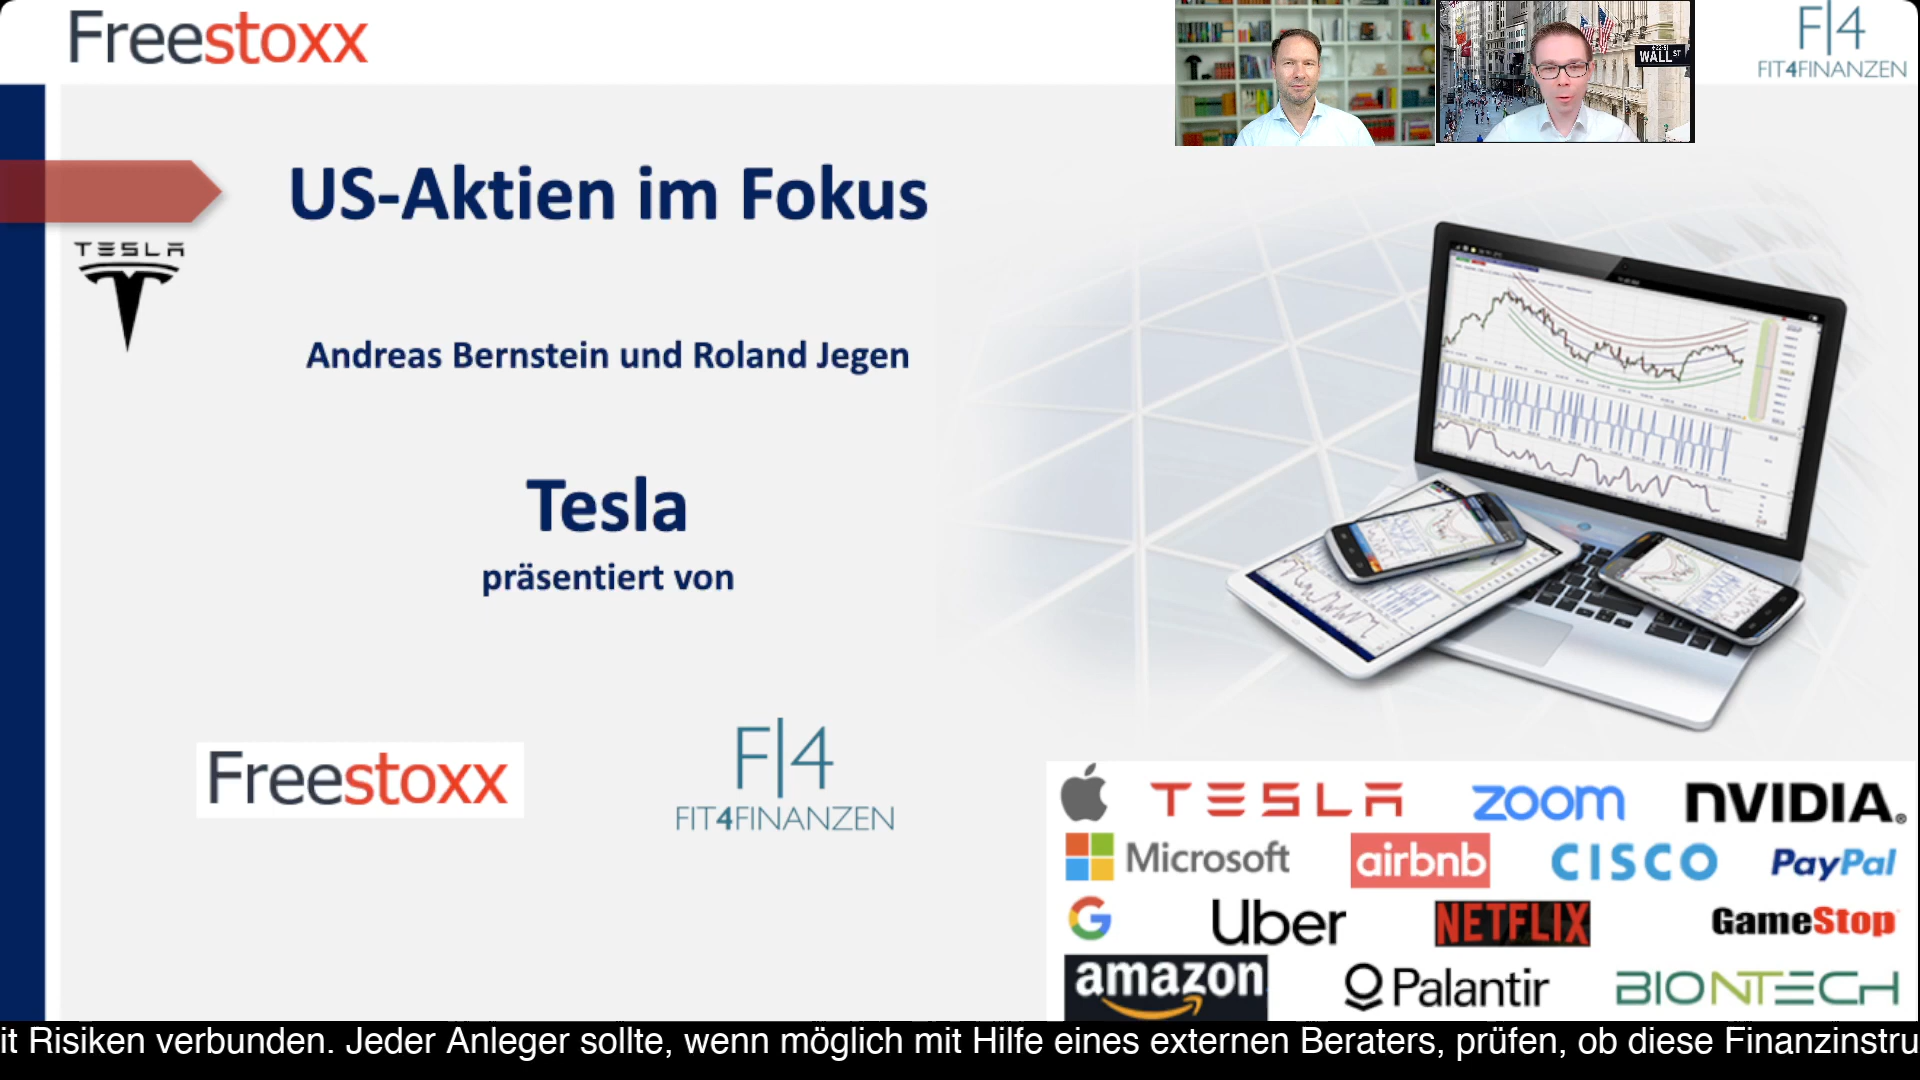 Freestoxx
WALL ST
F|4
FIT4FINANZEN
US-Aktien im Fokus
TESLA
Andreas Bernstein und Roland Jegen
Tesla
präsentiert von
Freestoxx
F|4
FIT4FINANZEN
TESLA
zoom
NVIDIA®
Microsoft
airbnb
CISCO
PayPal
G
Uber
NETFLIX
GameStop
amazon
Palantir
BIONTECH
it Risiken verbunden. Jeder Anleger sollte, wenn möglich mit Hilfe eines externen Beraters, prüfen, ob diese Finanzinstru